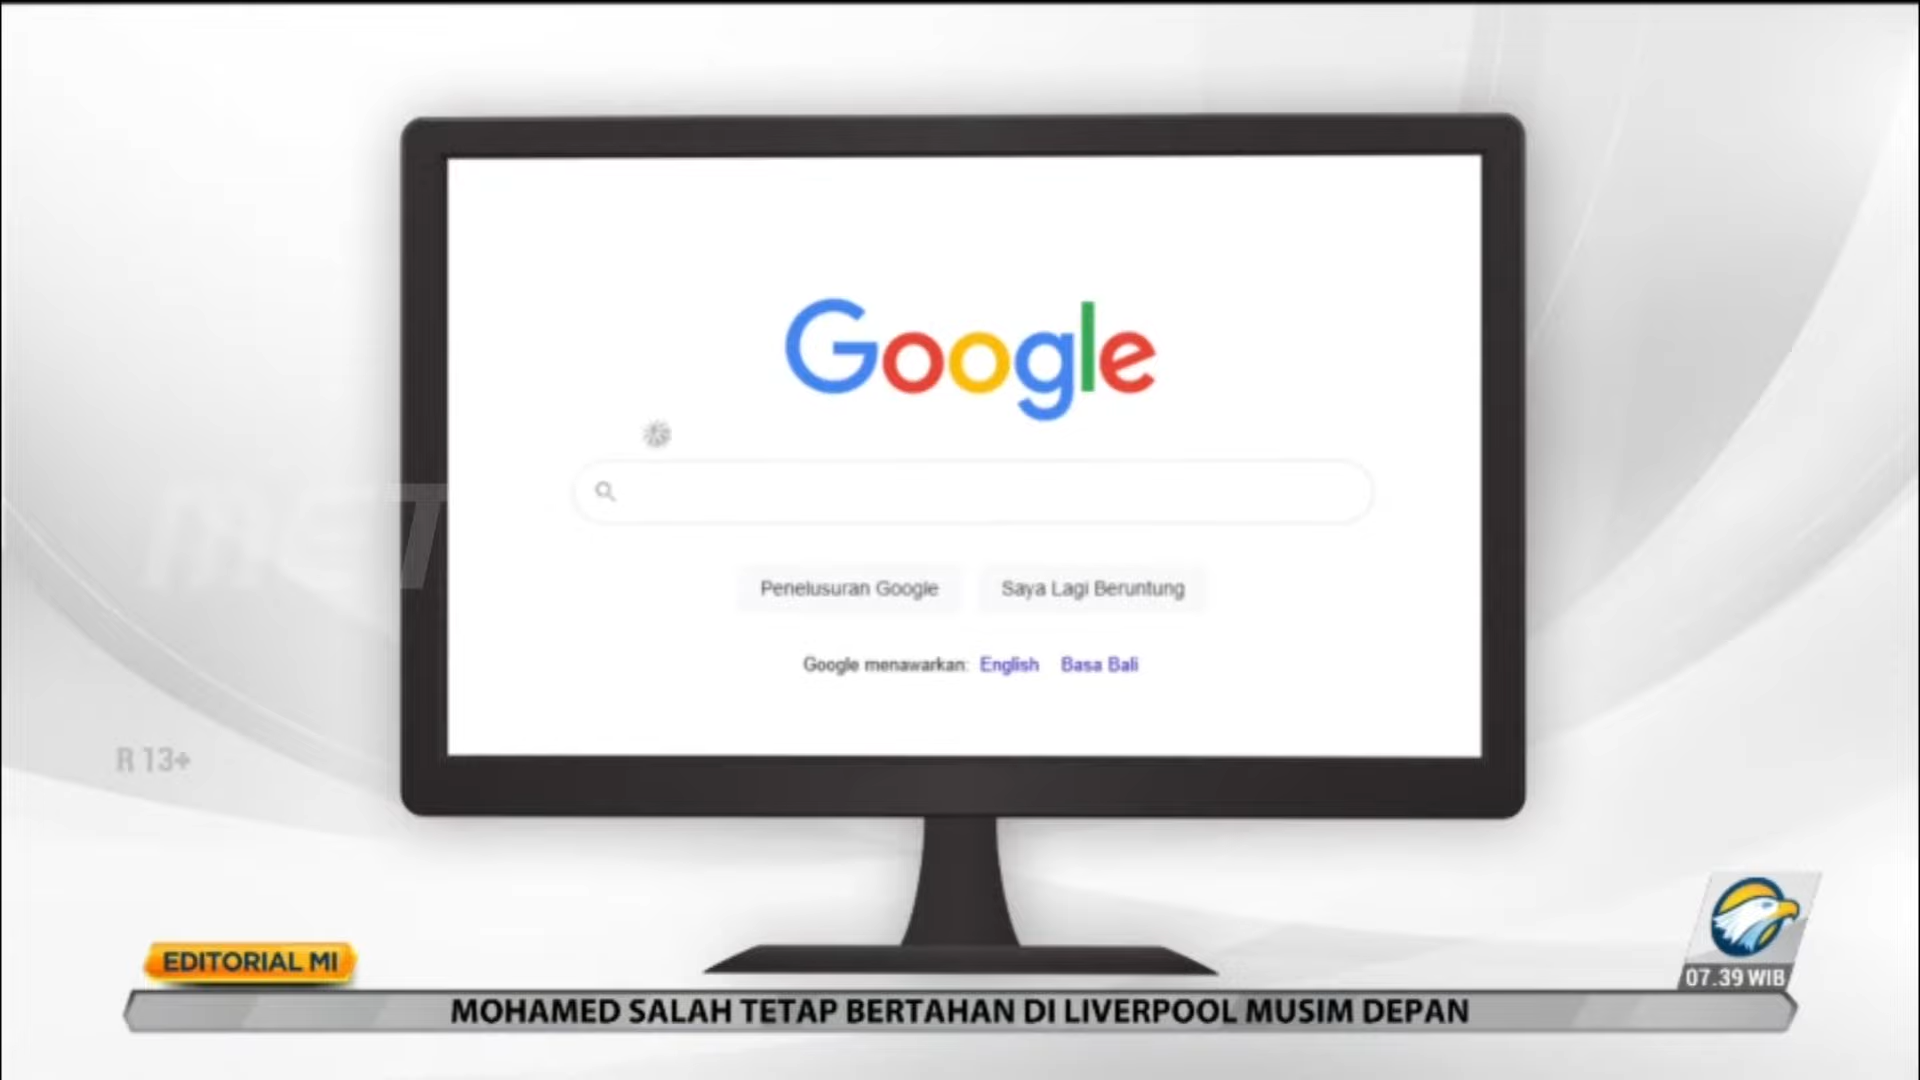 Google
Penelusuran Google
Saya Lagi Beruntung
Google menawarkan: English Basa Bali
MET
R 13+
EDITORIAL MI
07.39 WIB
MOHAMED SALAH TETAP BERTAHAN DI LIVERPOOL MUSIM DEPAN